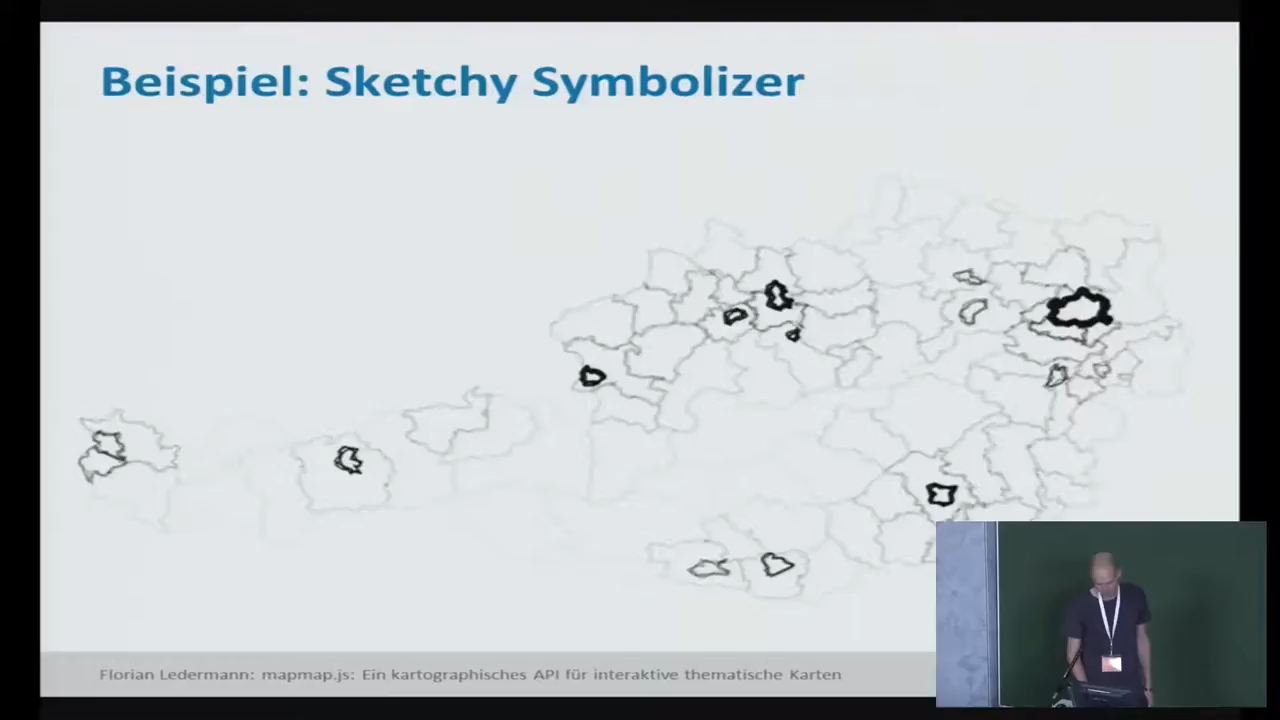 Beispiel: Sketchy Symbolizer
Florian Ledermann: mapmap.js: Ein kartographisches API für interaktive thematische Karten